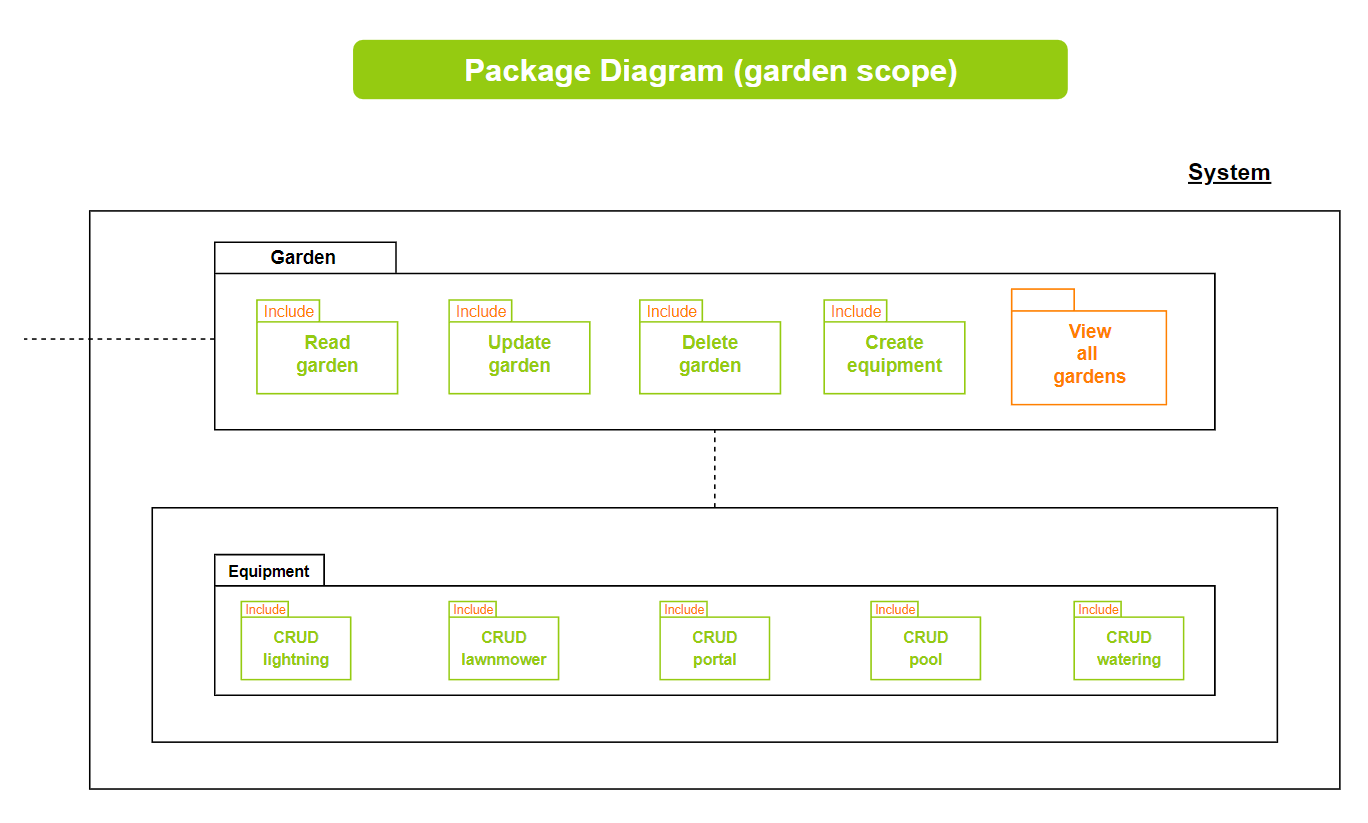 Package Diagram (garden scope)
System
Garden
Include
Read
garden
Include
Update
garden
Include
Delete
garden
Include
Create
equipment
View
all
gardens
Equipment
Include
CRUD
lightning
Include
CRUD
lawnmower
Include
CRUD
portal
Include
CRUD
pool
Include
CRUD
watering